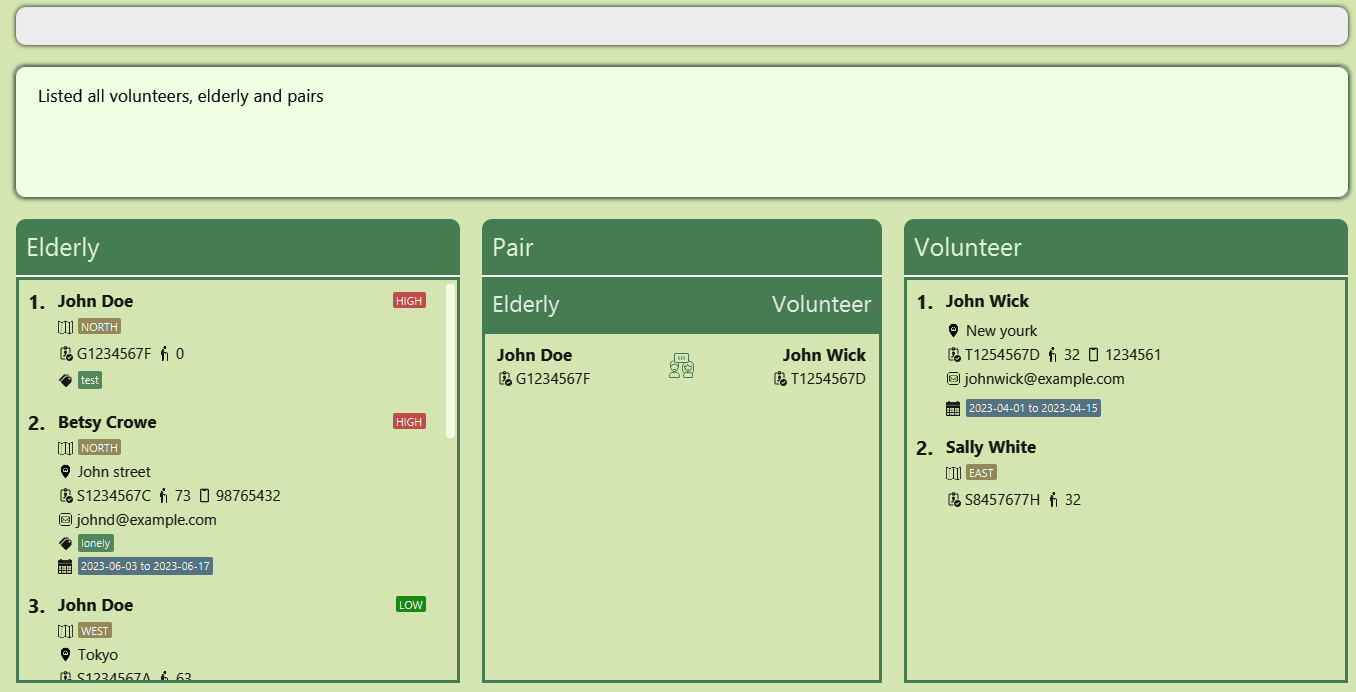 Listed all volunteers, elderly and pairs
Elderly
1. John Doe HIGH
NORTH
G1234567F 0
test
2. Betsy Crowe HIGH
NORTH
John street
S1234567C 73 98765432
johnd@example.com
lonely
2023-06-03 to 2023-06-17
3. John Doe LOW
WEST
Tokyo
S1234567A 63
Pair
Elderly Volunteer
John Doe John Wick
G1234567F T1254567D
Volunteer
1. John Wick
New yourk
T1254567D 32 1234561
johnwick@example.com
2023-04-01 to 2023-04-15
2. Sally White
EAST
S8457677H 32